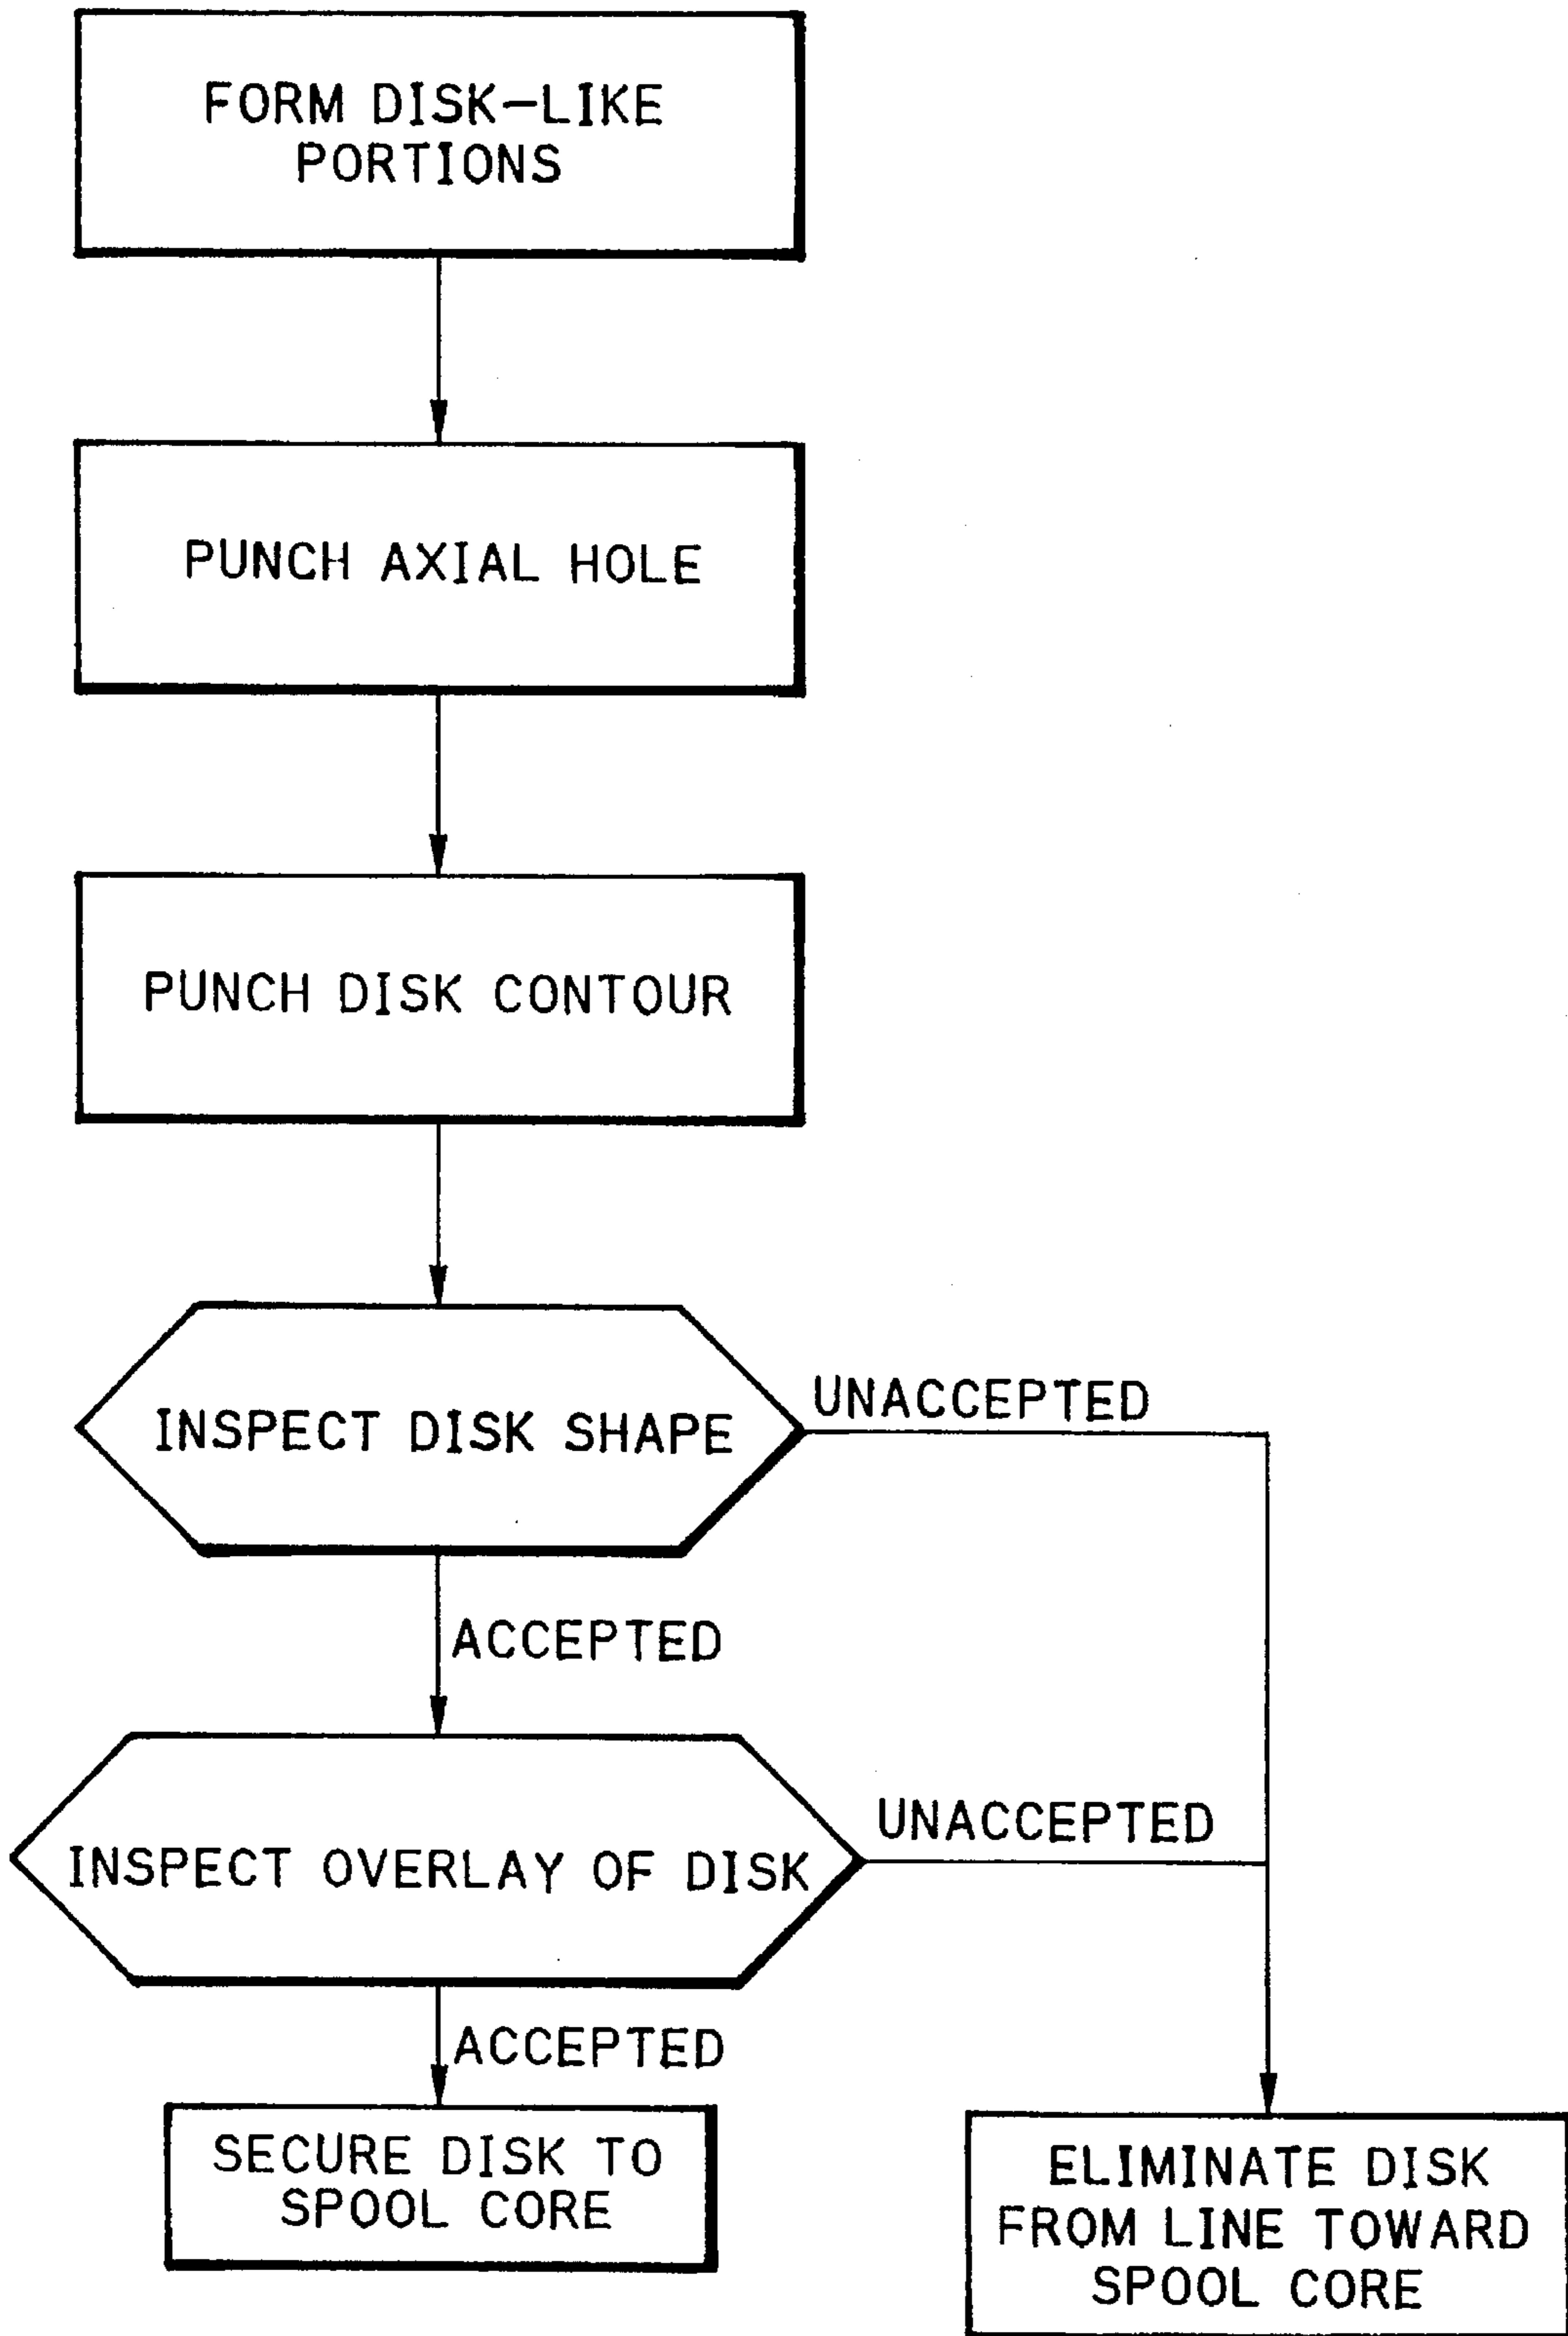 FORM DISK-LIKE
PORTIONS
PUNCH AXIAL HOLE
PUNCH DISK CONTOUR
INSPECT DISK SHAPE
UNACCEPTED
ACCEPTED
INSPECT OVERLAY OF DISK
UNACCEPTED
ACCEPTED
SECURE DISK TO
SPOOL CORE
ELIMINATE DISK
FROM LINE TOWARD
SPOOL CORE